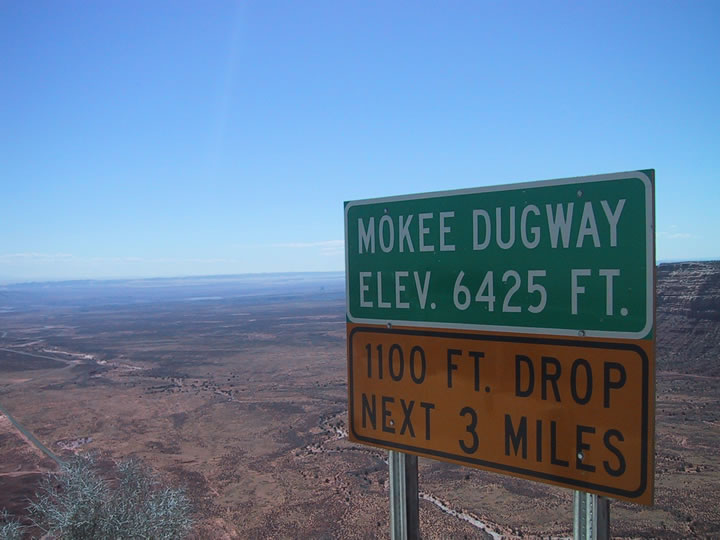 MOKEE DUGWAY
ELEV. 6425 FT.
1100 FT. DROP
NEXT 3 MILES